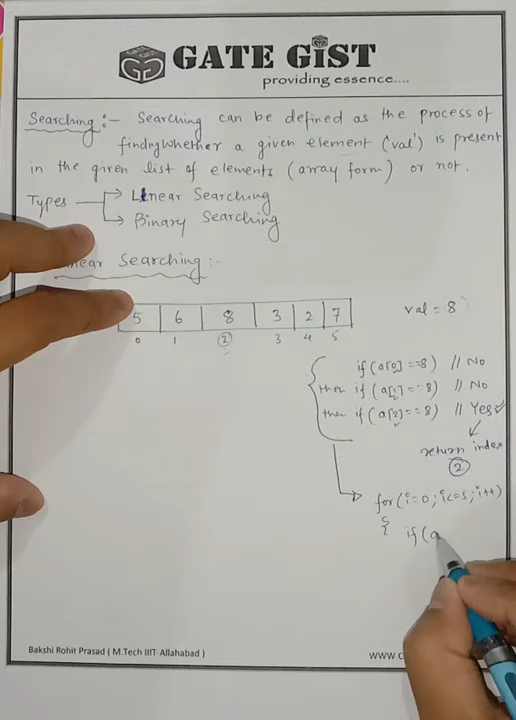 GATE GIST
providing essence....
Searching :- Searching can be defined as the process of
finding whether a given element ('val') is present
in the given list of elements (array form) or not.
Types → Linear Searching
→ Binary Searching
near Searching :-
5 6 8 3 2 7
0 1 2 3 4 5
val = 8
if (a[0] == 8) // No
then if (a[1] == 8) // No
then if (a[2] == 8) // Yes ✓
return index
2
for (i=0; i<=5; i++)
{ if (a
Bakshi Rohit Prasad ( M.Tech IIIT Allahabad )
www